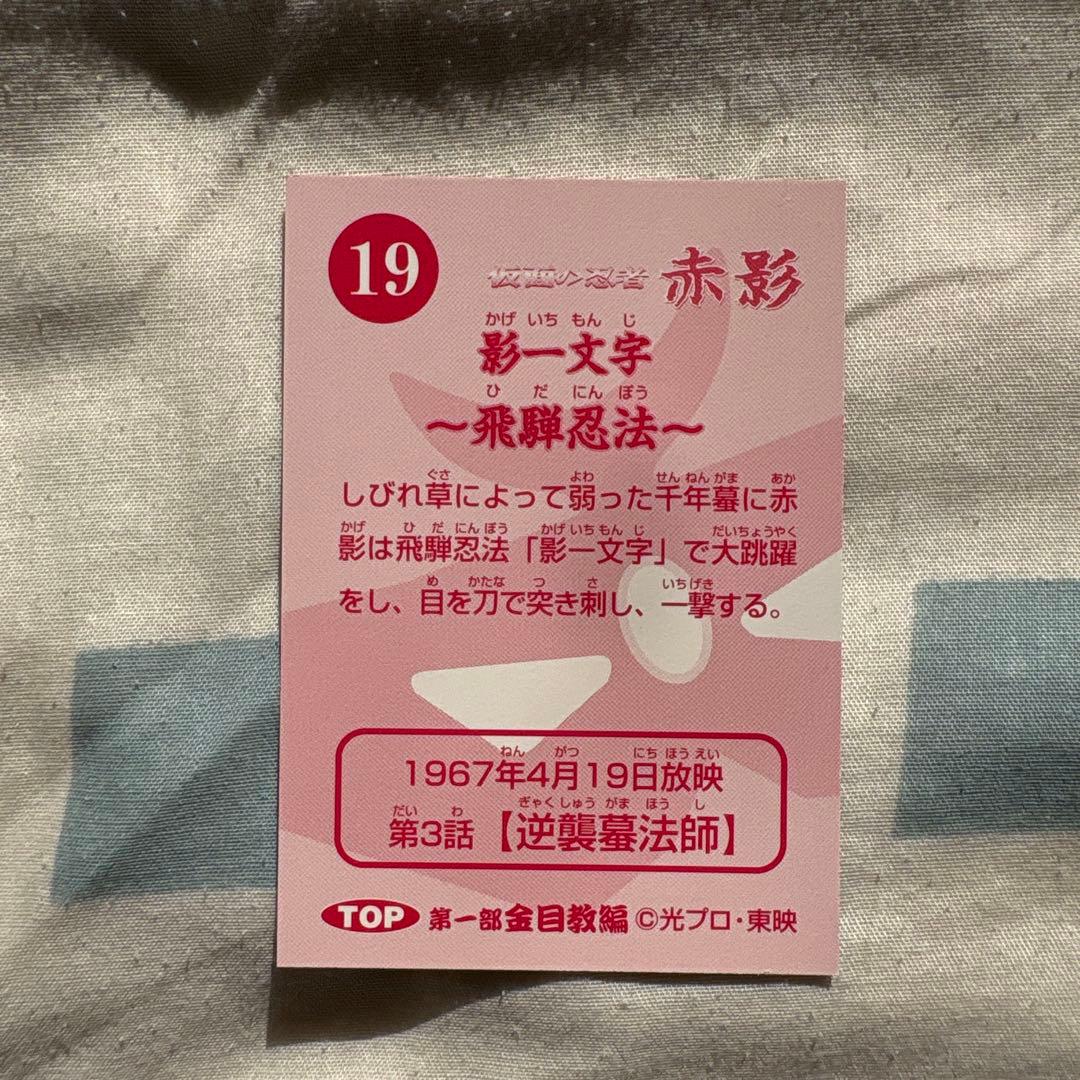 19
仮面の忍者 赤影
かげ いち もん じ
影一文字
ひ だ にん ぽう
〜飛騨忍法〜
ぐさ よわ せん ねん がま あか
しびれ草によって弱った千年蟇に赤
かげ ひ だ にん ぽう かげ いち もん じ だいちょうやく
影は飛騨忍法「影一文字」で大跳躍
め かたな つ さ いちげき
をし、目を刀で突き刺し、一撃する。
ねん がつ にち ほう えい
1967年4月19日放映
だい わ ぎゃくしゅう がま ほう し
第3話【逆襲蟇法師】
TOP 第一部 金目教編 ©光プロ・東映